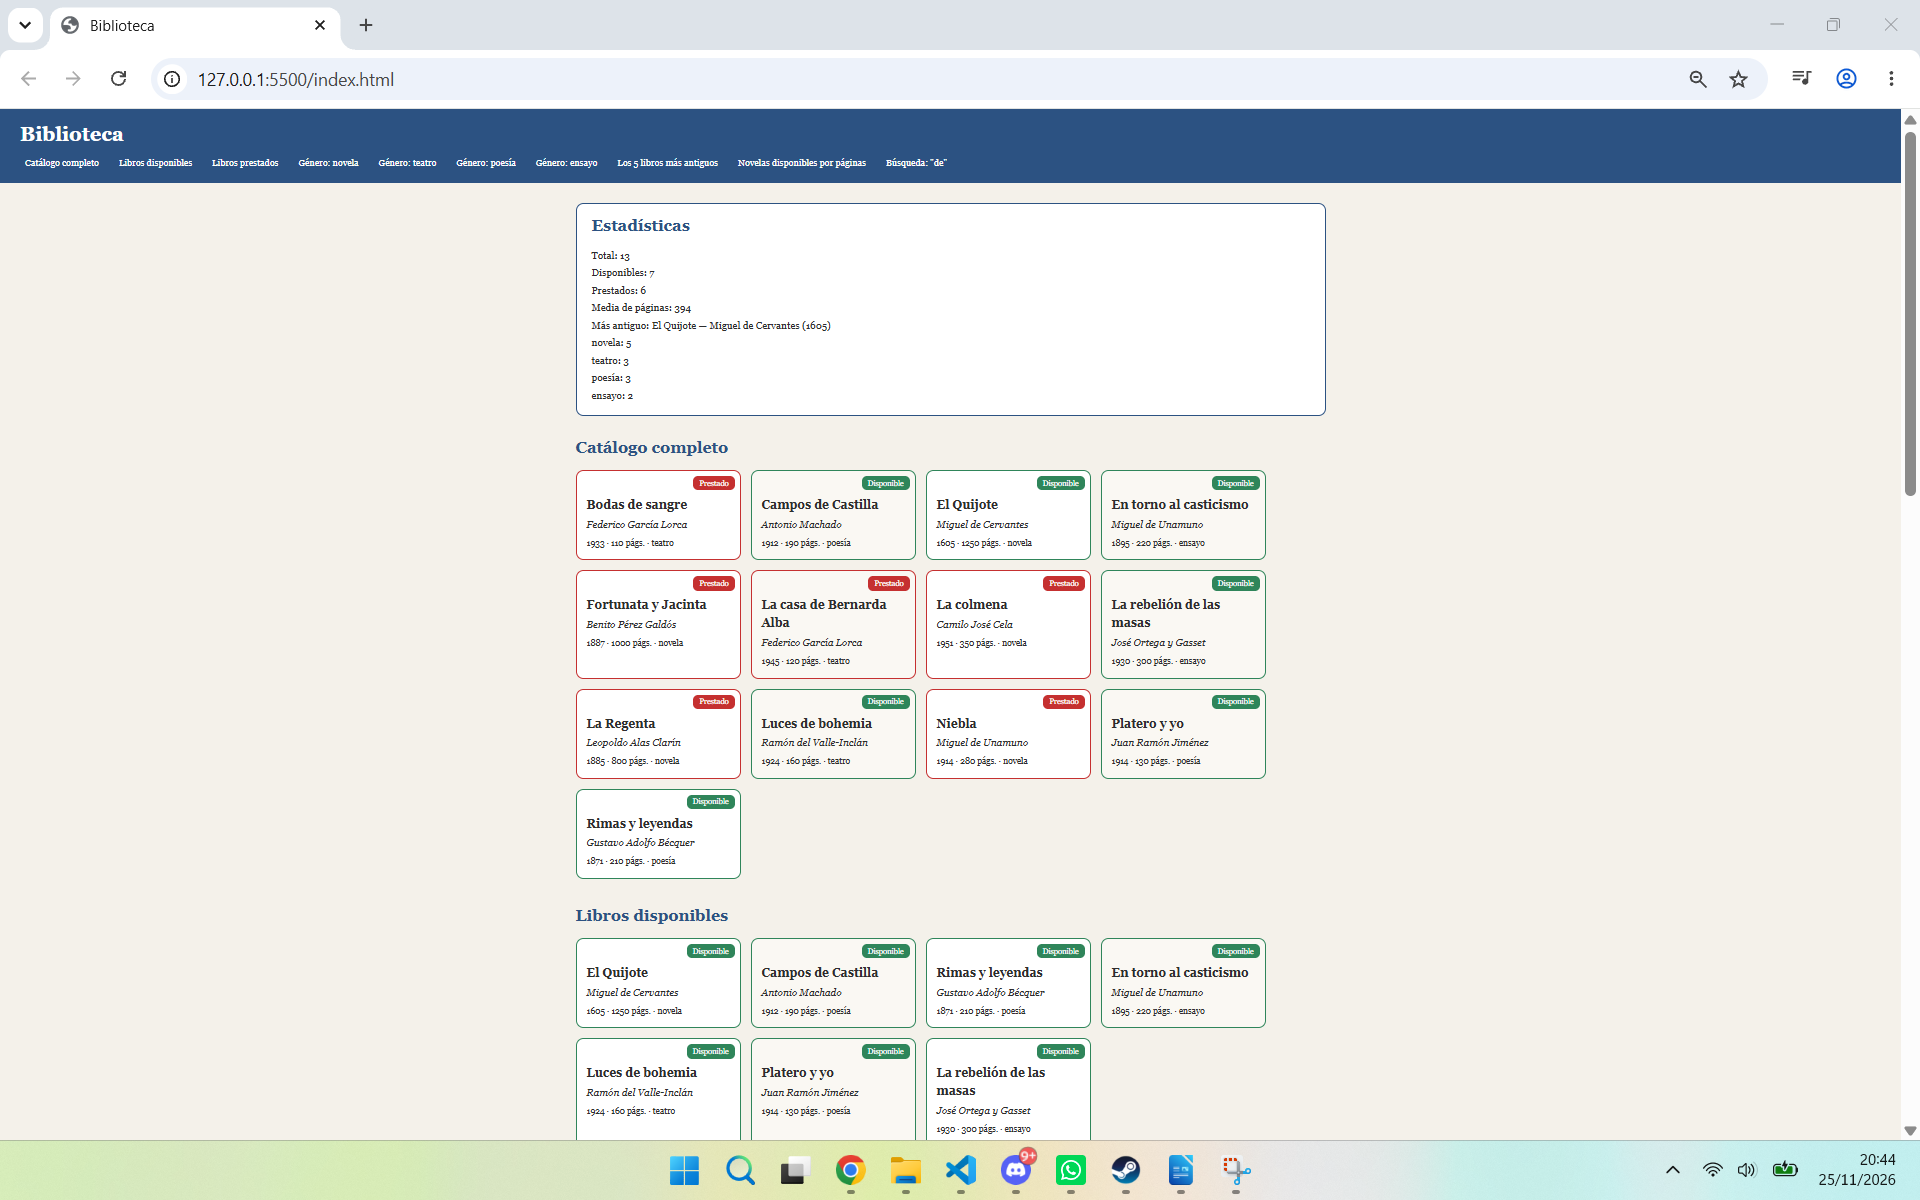 Biblioteca
127.0.0.1:5500/index.html
Biblioteca
Catálogo completo Libros disponibles Libros prestados Género: novela Género: teatro Género: poesía Género: ensayo Los 5 libros más antiguos Novelas disponibles por páginas Búsqueda: "de"
Estadísticas
Total: 13
Disponibles: 7
Prestados: 6
Media de páginas: 394
Más antiguo: El Quijote — Miguel de Cervantes (1605)
novela: 5
teatro: 3
poesía: 3
ensayo: 2
Catálogo completo
Prestado
Bodas de sangre
Federico García Lorca
1933 · 110 págs. · teatro
Disponible
Campos de Castilla
Antonio Machado
1912 · 190 págs. · poesía
Disponible
El Quijote
Miguel de Cervantes
1605 · 1250 págs. · novela
Disponible
En torno al casticismo
Miguel de Unamuno
1895 · 220 págs. · ensayo
Prestado
Fortunata y Jacinta
Benito Pérez Galdós
1887 · 1000 págs. · novela
Prestado
La casa de Bernarda
Alba
Federico García Lorca
1945 · 120 págs. · teatro
Prestado
La colmena
Camilo José Cela
1951 · 350 págs. · novela
Disponible
La rebelión de las
masas
José Ortega y Gasset
1930 · 300 págs. · ensayo
Prestado
La Regenta
Leopoldo Alas Clarín
1885 · 800 págs. · novela
Disponible
Luces de bohemia
Ramón del Valle-Inclán
1924 · 160 págs. · teatro
Prestado
Niebla
Miguel de Unamuno
1914 · 280 págs. · novela
Disponible
Platero y yo
Juan Ramón Jiménez
1914 · 130 págs. · poesía
Disponible
Rimas y leyendas
Gustavo Adolfo Bécquer
1871 · 210 págs. · poesía
Libros disponibles
Disponible
El Quijote
Miguel de Cervantes
1605 · 1250 págs. · novela
Disponible
Campos de Castilla
Antonio Machado
1912 · 190 págs. · poesía
Disponible
Rimas y leyendas
Gustavo Adolfo Bécquer
1871 · 210 págs. · poesía
Disponible
En torno al casticismo
Miguel de Unamuno
1895 · 220 págs. · ensayo
Disponible
Luces de bohemia
Ramón del Valle-Inclán
1924 · 160 págs. · teatro
Disponible
Platero y yo
Juan Ramón Jiménez
1914 · 130 págs. · poesía
Disponible
La rebelión de las
masas
José Ortega y Gasset
1930 · 300 págs. · ensayo
9+
20:44
25/11/2026